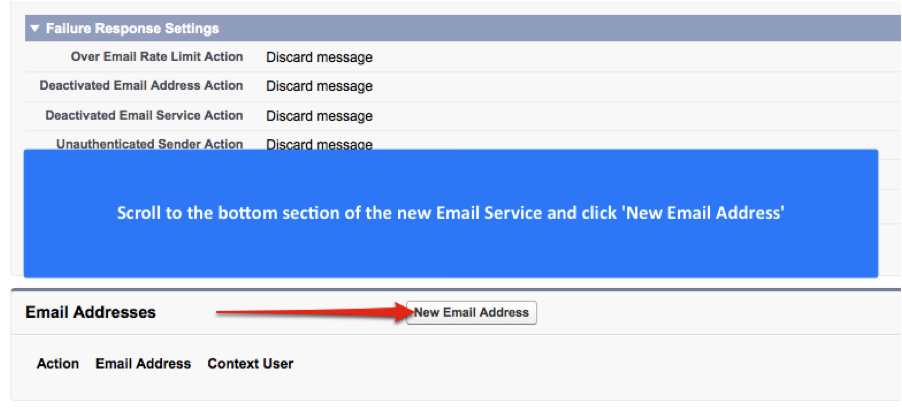 Failure Response Settings
Over Email Rate Limit Action Discard message
Deactivated Email Address Action Discard message
Deactivated Email Service Action Discard message
Unauthenticated Sender Action Discard message
Scroll to the bottom section of the new Email Service and click 'New Email Address'
Email Addresses New Email Address
Action Email Address Context User